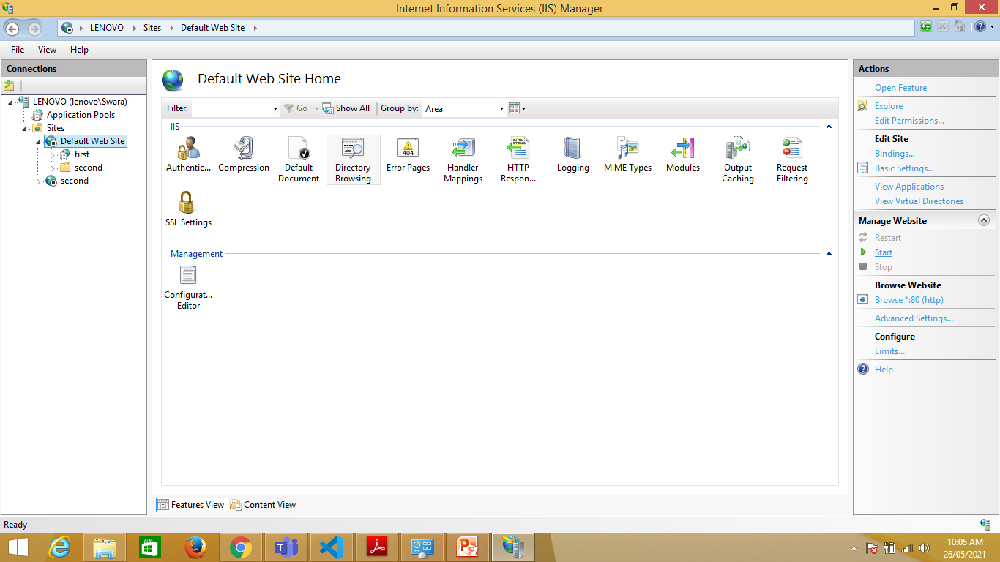 Internet Information Services (IIS) Manager
LENOVO
Sites
Default Web Site
File View Help
Connections
LENOVO (lenovo\Swara)
Application Pools
Sites
Default Web Site
first
second
second
Default Web Site Home
Filter:
Go
Show All
Group by:
Area
IIS
Authentic...
Compression
Default
Document
Directory
Browsing
Error Pages
404
Handler
Mappings
HTTP
Respon...
Logging
MIME Types
Modules
Output
Caching
Request
Filtering
SSL Settings
Management
Configurat...
Editor
Features View
Content View
Actions
Open Feature
Explore
Edit Permissions...
Edit Site
Bindings...
Basic Settings...
View Applications
View Virtual Directories
Manage Website
Restart
Start
Stop
Browse Website
Browse *:80 (http)
Advanced Settings...
Configure
Limits...
Help
Ready
10:05 AM
26/05/2021